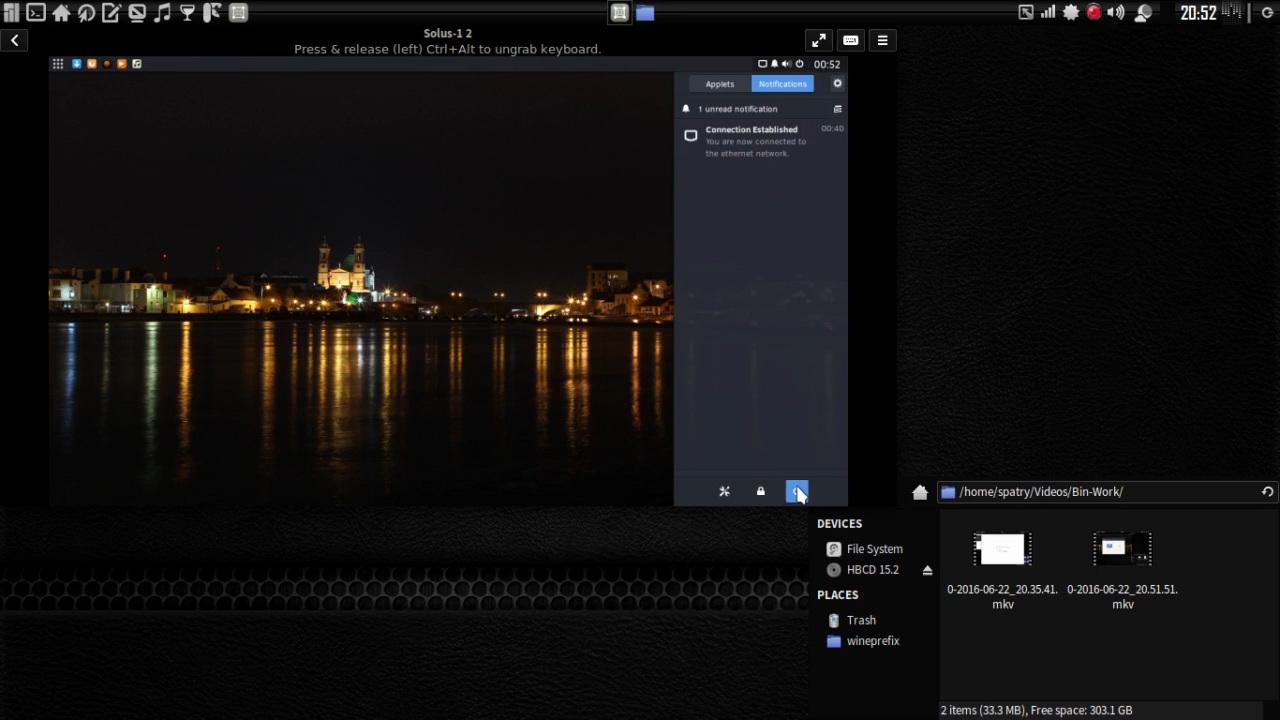 20:52
Solus-1 2
Press & release (left) Ctrl+Alt to ungrab keyboard.
00:52
Applets
Notifications
1 unread notification
Connection Established
00:40
You are now connected to
the ethernet network.
/home/spatry/Videos/Bin-Work/
DEVICES
File System
HBCD 15.2
PLACES
Trash
wineprefix
0-2016-06-22_20.35.41.
mkv
0-2016-06-22_20.51.51.
mkv
2 items (33.3 MB), Free space: 303.1 GB